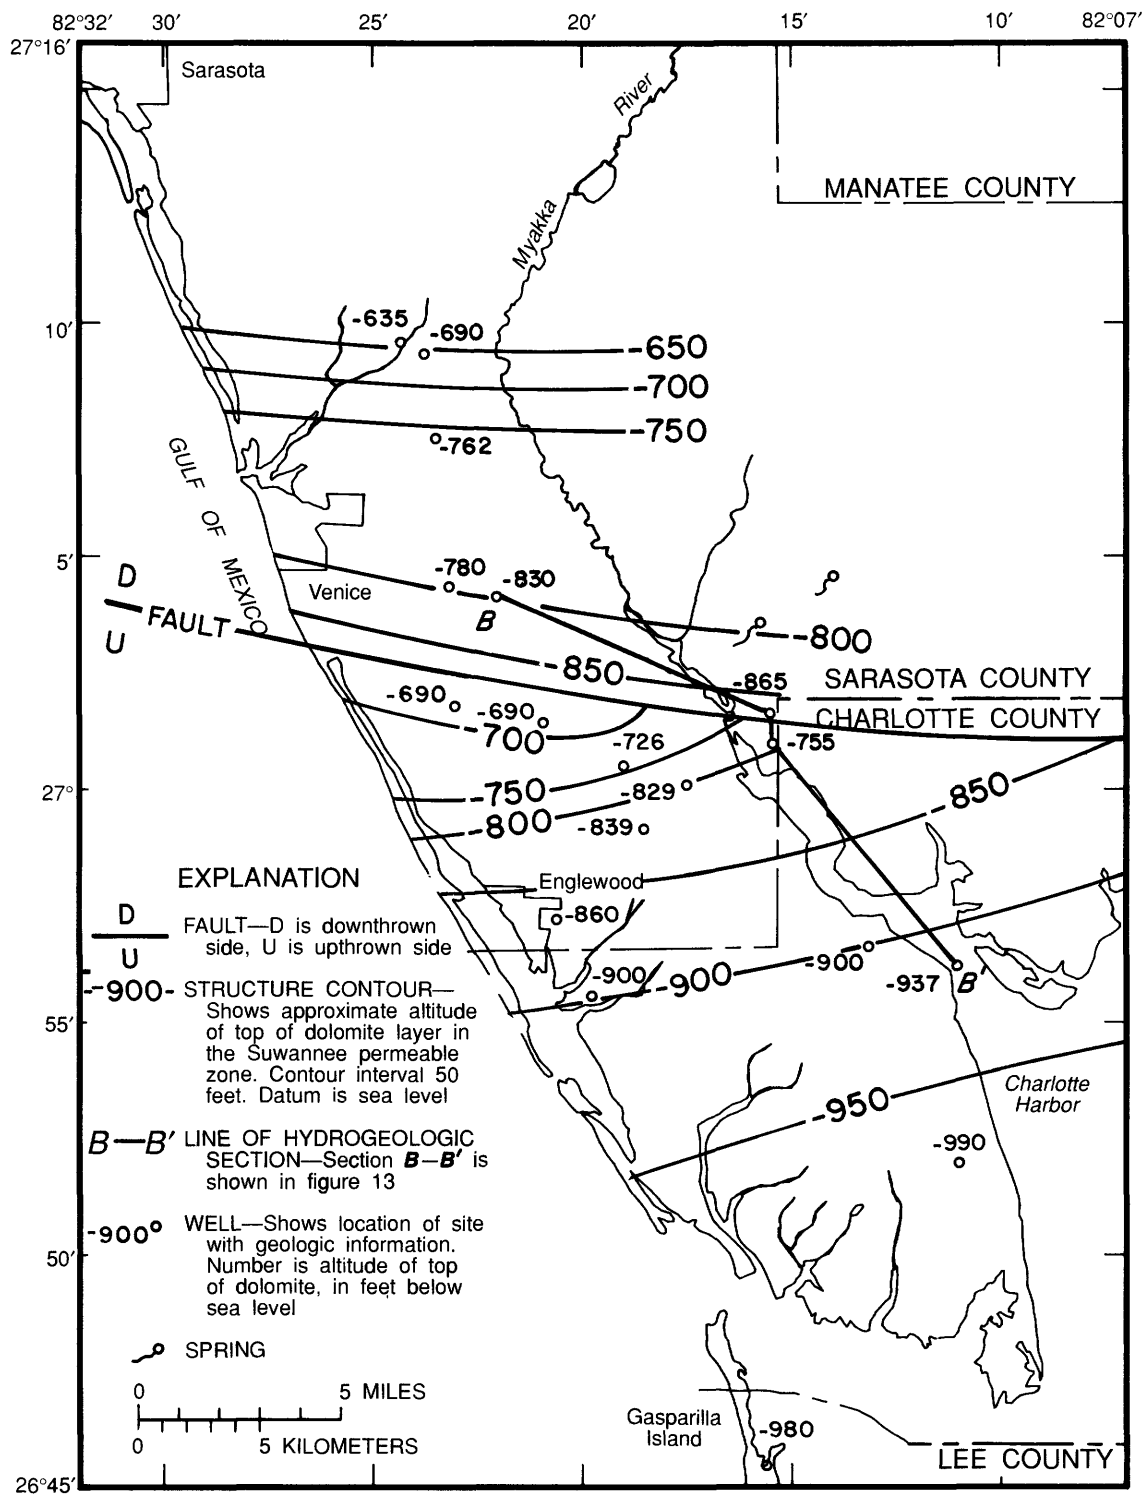 82°32′ 30′ 25′ 20′ 15′ 10′ 82°07′
27°16′
Sarasota
River
MANATEE COUNTY
Myakka
10′
-635
-690
-650
-700
-750
-762
GULF OF MEXICO
5′
D
-780
-830
Venice
FAULT
B
U
-800
-850
-865
SARASOTA COUNTY
CHARLOTTE COUNTY
-690
-690
-700
-726
-755
27°
-750
-829
-850
-800
-839
EXPLANATION
Englewood
D
U
FAULT—D is downthrown
side, U is upthrown side
-860
-900
-900
-900
-937
B′
-900-
STRUCTURE CONTOUR—
Shows approximate altitude
of top of dolomite layer in
the Suwannee permeable
zone. Contour interval 50
feet. Datum is sea level
55′
-950
Charlotte
Harbor
-990
B—B′ LINE OF HYDROGEOLOGIC
SECTION—Section B—B′ is
shown in figure 13
-900° WELL—Shows location of site
with geologic information.
Number is altitude of top
of dolomite, in feet below
sea level
50′
SPRING
0 5 MILES
0 5 KILOMETERS
Gasparilla
Island
-980
LEE COUNTY
26°45′